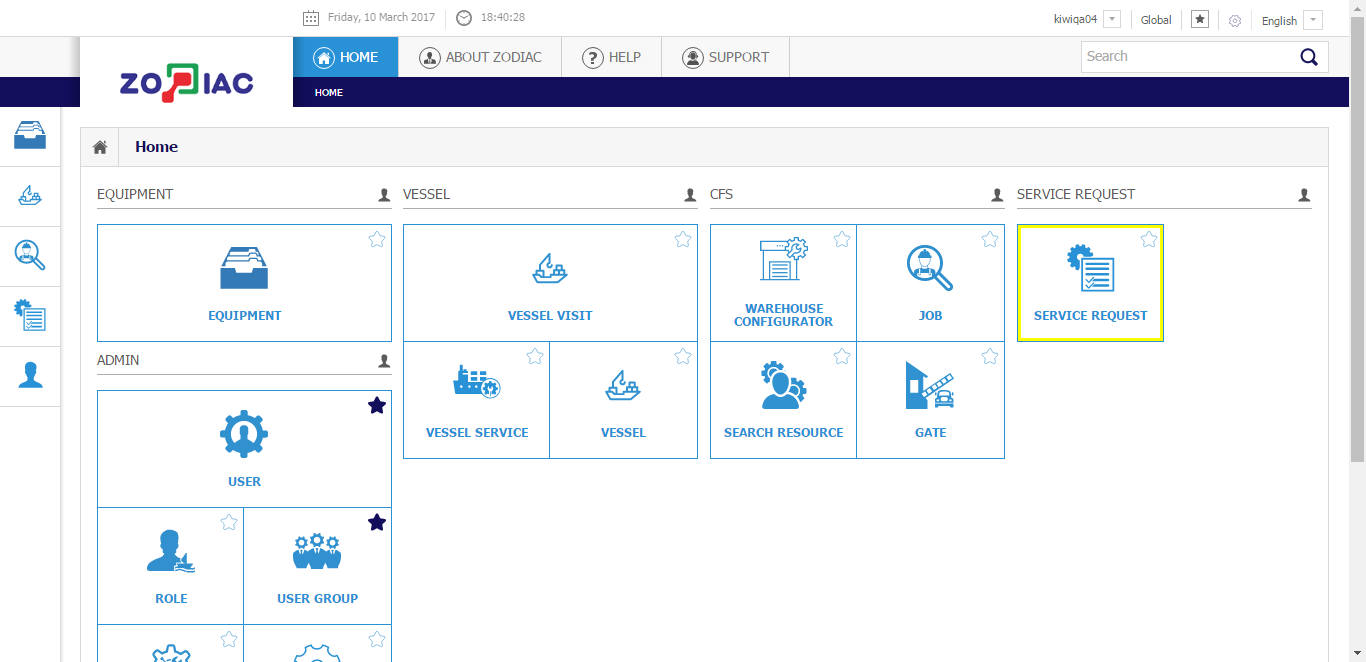 Friday, 10 March 2017
18:40:28
kiwiqa04
Global
English
ZODIAC
HOME
ABOUT ZODIAC
HELP
SUPPORT
Search
HOME
Home
EQUIPMENT
VESSEL
CFS
SERVICE REQUEST
EQUIPMENT
VESSEL VISIT
WAREHOUSE
CONFIGURATOR
JOB
SERVICE REQUEST
ADMIN
VESSEL SERVICE
VESSEL
SEARCH RESOURCE
GATE
USER
ROLE
USER GROUP